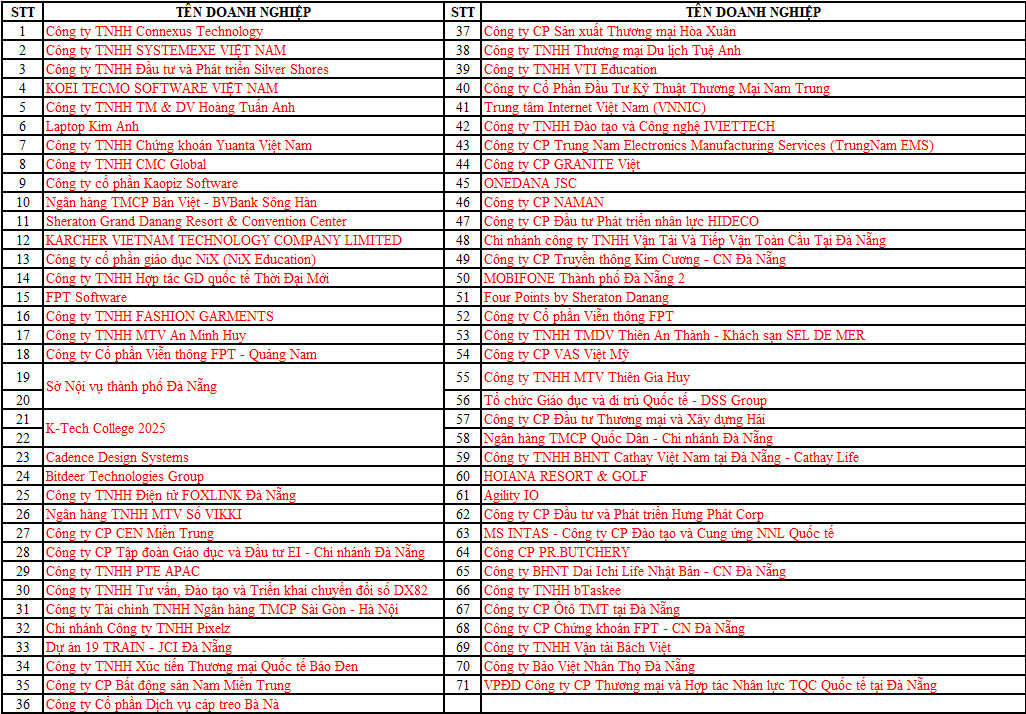 STT TÊN DOANH NGHIỆP STT TÊN DOANH NGHIỆP
1 Công ty TNHH Connexus Technology 37 Công ty CP Sản xuất Thương mại Hòa Xuân
2 Công ty TNHH SYSTEMEXE VIỆT NAM 38 Công ty TNHH Thương mại Du lịch Tuệ Anh
3 Công ty TNHH Đầu tư và Phát triển Silver Shores 39 Công ty TNHH VTI Education
4 KOEI TECMO SOFTWARE VIỆT NAM 40 Công ty Cổ Phần Đầu Tư Kỹ Thuật Thương Mại Nam Trung
5 Công ty TNHH TM & DV Hoàng Tuấn Anh 41 Trung tâm Internet Việt Nam (VNNIC)
6 Laptop Kim Anh 42 Công ty TNHH Đào tạo và Công nghệ IVIETTECH
7 Công ty TNHH Chứng khoán Yuanta Việt Nam 43 Công ty CP Trung Nam Electronics Manufacturing Services (TrungNam EMS)
8 Công ty TNHH CMC Global 44 Công ty CP GRANITE Việt
9 Công ty cổ phần Kaopiz Software 45 ONEDANA JSC
10 Ngân hàng TMCP Bản Việt - BVBank Sông Hàn 46 Công ty CP NAMAN
11 Sheraton Grand Danang Resort & Convention Center 47 Công ty CP Đầu tư Phát triển nhân lực HIDECO
12 KARCHER VIETNAM TECHNOLOGY COMPANY LIMITED 48 Chi nhánh công ty TNHH Vận Tải Và Tiếp Vận Toàn Cầu Tại Đà Nẵng
13 Công ty cổ phần giáo dục NiX (NiX Education) 49 Công ty CP Truyền thông Kim Cương - CN Đà Nẵng
14 Công ty TNHH Hợp tác GD quốc tế Thời Đại Mới 50 MOBIFONE Thành phố Đà Nẵng 2
15 FPT Software 51 Four Points by Sheraton Danang
16 Công ty TNHH FASHION GARMENTS 52 Công ty Cổ phần Viễn thông FPT
17 Công ty TNHH MTV An Minh Huy 53 Công ty TNHH TMDV Thiên An Thành - Khách sạn SEL DE MER
18 Công ty Cổ phần Viễn thông FPT - Quảng Nam 54 Công ty CP VAS Việt Mỹ
19 Sở Nội vụ thành phố Đà Nẵng 55 Công ty TNHH MTV Thiên Gia Huy
20 56 Tổ chức Giáo dục và di trú Quốc tế - DSS Group
21 K-Tech College 2025 57 Công ty CP Đầu tư Thương mại và Xây dựng Hải
22 58 Ngân hàng TMCP Quốc Dân - Chi nhánh Đà Nẵng
23 Cadence Design Systems 59 Công ty TNHH BHNT Cathay Việt Nam tại Đà Nẵng - Cathay Life
24 Bitdeer Technologies Group 60 HOIANA RESORT & GOLF
25 Công ty TNHH Điện tử FOXLINK Đà Nẵng 61 Agility IO
26 Ngân hàng TNHH MTV Số VIKKI 62 Công ty CP Đầu tư và Phát triển Hưng Phát Corp
27 Công ty CP CEN Miền Trung 63 MS INTAS - Công ty CP Đào tạo và Cung ứng NNL Quốc tế
28 Công ty CP Tập đoàn Giáo dục và Đầu tư EI - Chi nhánh Đà Nẵng 64 Công CP PR.BUTCHERY
29 Công ty TNHH PTE APAC 65 Công ty BHNT Dai Ichi Life Nhật Bản - CN Đà Nẵng
30 Công ty TNHH Tư vấn, Đào tạo và Triển khai chuyển đổi số DX82 66 Công ty TNHH bTaskee
31 Công ty Tài chính TNHH Ngân hàng TMCP Sài Gòn - Hà Nội 67 Công ty CP Ôtô TMT tại Đà Nẵng
32 Chi nhánh Công ty TNHH Pixelz 68 Công ty CP Chứng khoán FPT - CN Đà Nẵng
33 Dự án 19 TRAIN - JCI Đà Nẵng 69 Công ty TNHH Vận tải Bách Việt
34 Công ty TNHH Xúc tiến Thương mại Quốc tế Báo Đen 70 Công ty Bảo Việt Nhân Thọ Đà Nẵng
35 Công ty CP Bất động sản Nam Miền Trung 71 VPĐD Công ty CP Thương mại và Hợp tác Nhân lực TQC Quốc tế tại Đà Nẵng
36 Công ty Cổ phần Dịch vụ cáp treo Bà Nà